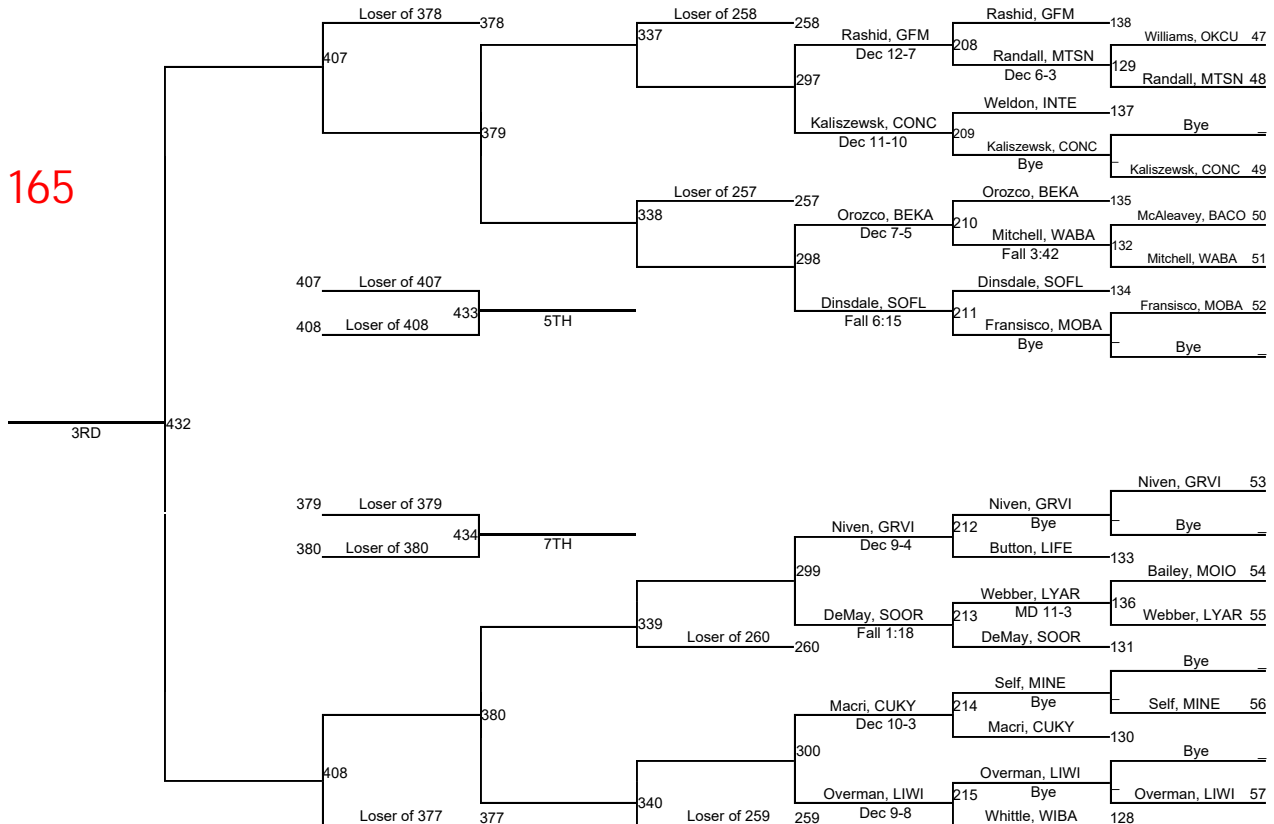 Loser of 378 378
Loser of 258 258
Rashid, GFM 138
407
337
Rashid, GFM
Dec 12-7
208
Randall, MTSN
Dec 6-3
129
Williams, OKCU 47
Randall, MTSN 48
297
Weldon, INTE 137
379
Kaliszewsk, CONC
Dec 11-10
209
Kaliszewsk, CONC
Bye
Bye _
_
Kaliszewsk, CONC 49
165
Loser of 257 257
Orozco, BEKA 135
338
Orozco, BEKA
Dec 7-5
210
Mitchell, WABA
Fall 3:42
132
McAleavey, BACO 50
Mitchell, WABA 51
298
407 Loser of 407
408 Loser of 408
433
5TH
Dinsdale, SOFL 134
Dinsdale, SOFL
Fall 6:15
211
Fransisco, MOBA
Bye
Fransisco, MOBA 52
_
Bye _
3RD
432
379 Loser of 379
380 Loser of 380
434
7TH
Niven, GRVI 53
Niven, GRVI
Bye
_
Bye _
Niven, GRVI
Dec 9-4
212
Button, LIFE 133
299
Bailey, MOIO 54
Webber, LYAR
MD 11-3
136
Webber, LYAR 55
339
DeMay, SOOR
Fall 1:18
213
DeMay, SOOR 131
Loser of 260 260
Bye _
Self, MINE
Bye
_
Self, MINE 56
380
Macri, CUKY
Dec 10-3
214
Macri, CUKY 130
300
Bye _
408
340
Overman, LIWI
Dec 9-8
215
Overman, LIWI
Bye
_
Overman, LIWI 57
Loser of 377 377
Loser of 259 259
Whittle, WIBA 128